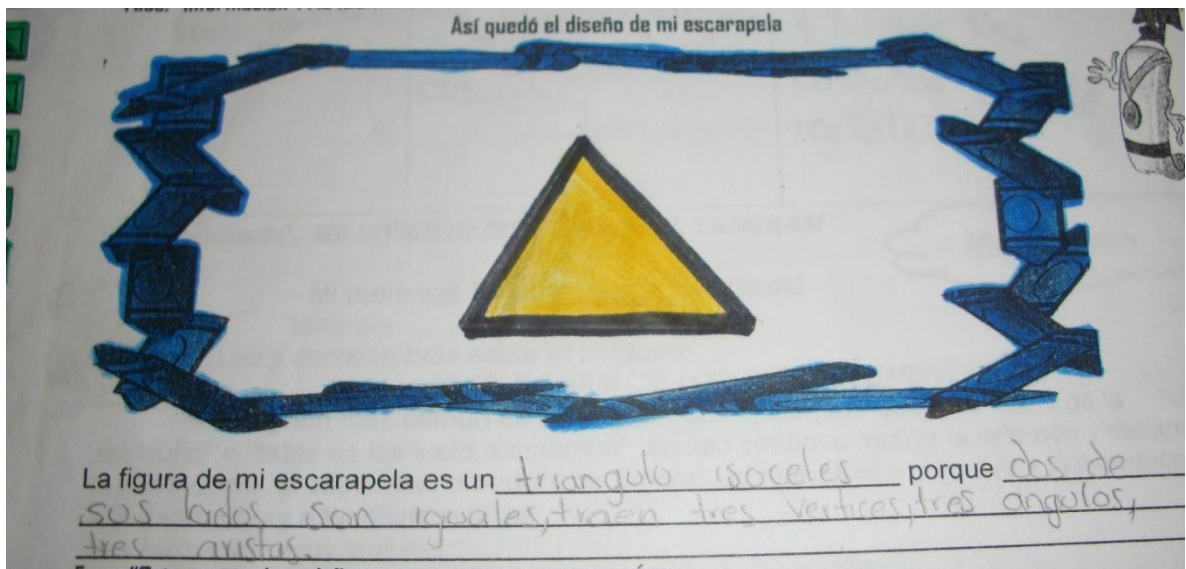 Así quedó el diseño de mi escarapela
La figura de mi escarapela es un triangulo isoceles porque dos de
sus lados son iguales, traen tres vertices, tres angulos,
tres aristas.